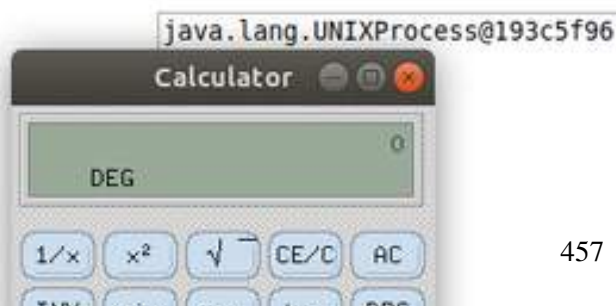 java.lang.UNIXProcess@193c5f96
Calculator
0
DEG
1/x x² √ CE/C AC
457